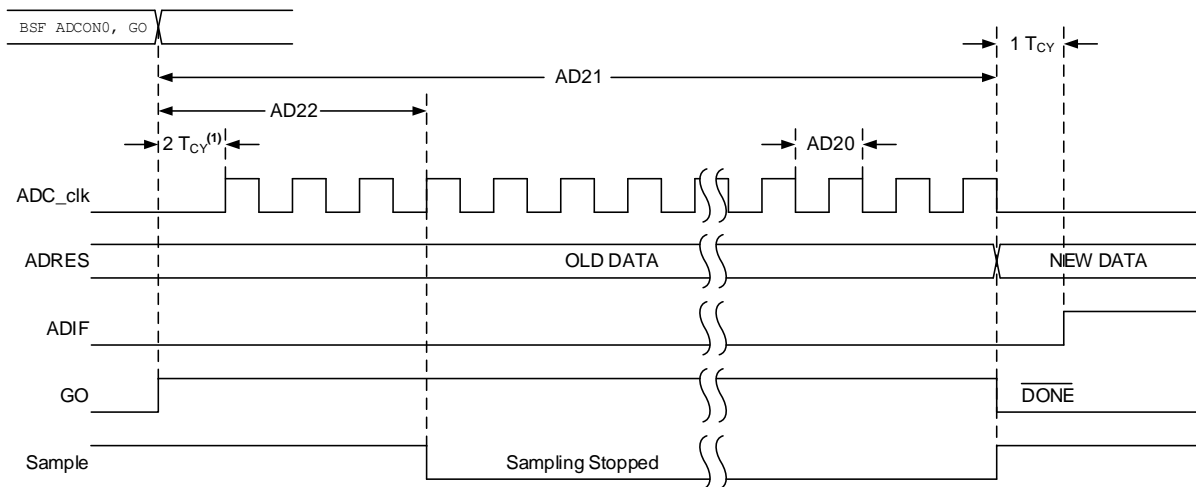 BSF ADCON0, GO
1 TCY
AD21
AD22
2 TCY(1)
AD20
ADC_clk
ADRES
OLD DATA
NEW DATA
ADIF
GO
DONE
Sample
Sampling Stopped